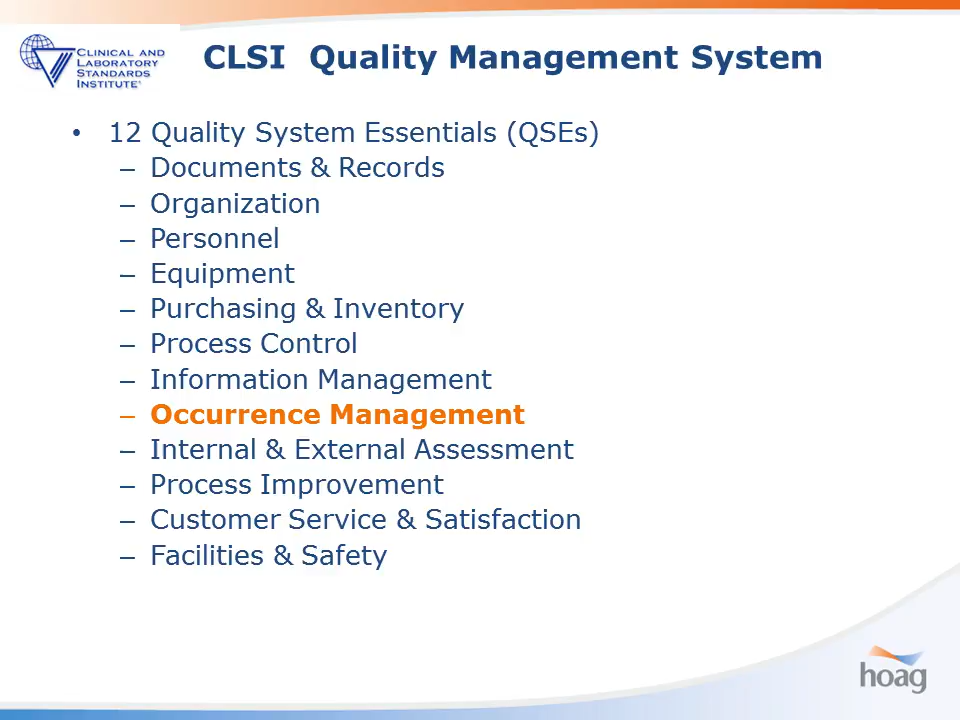 CLINICAL AND
LABORATORY
STANDARDS
INSTITUTE®
CLSI Quality Management System
• 12 Quality System Essentials (QSEs)
– Documents & Records
– Organization
– Personnel
– Equipment
– Purchasing & Inventory
– Process Control
– Information Management
– Occurrence Management
– Internal & External Assessment
– Process Improvement
– Customer Service & Satisfaction
– Facilities & Safety
hoag